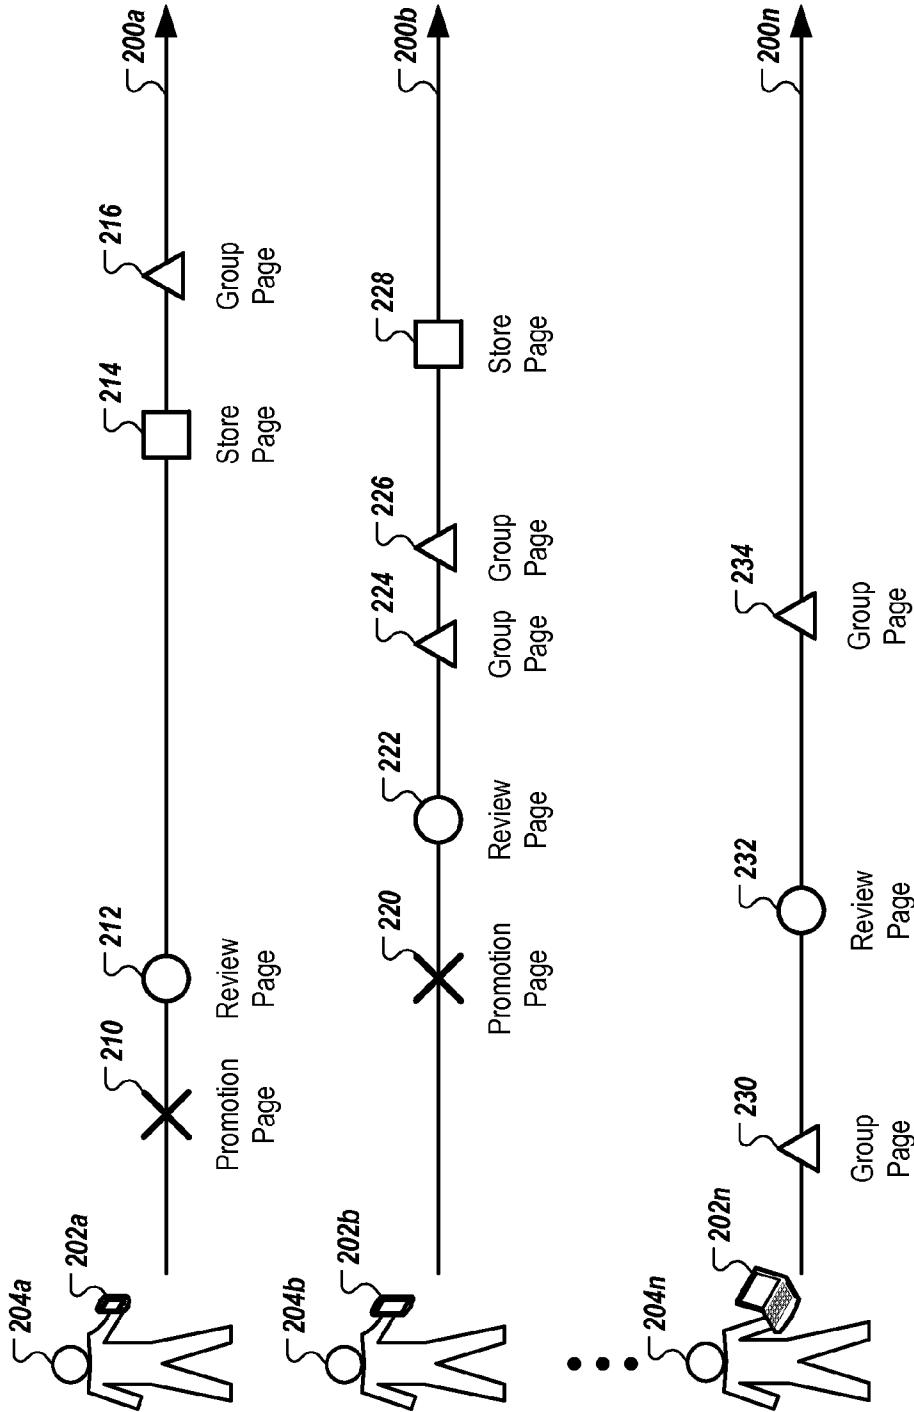 204a
202a
210
Promotion
Page
212
Review
Page
214
Store
Page
216
Group
Page
200a
204b
202b
220
Promotion
Page
222
Review
Page
224
Group
Page
226
Group
Page
228
Store
Page
200b
204n
202n
230
Group
Page
232
Review
Page
234
Group
Page
200n